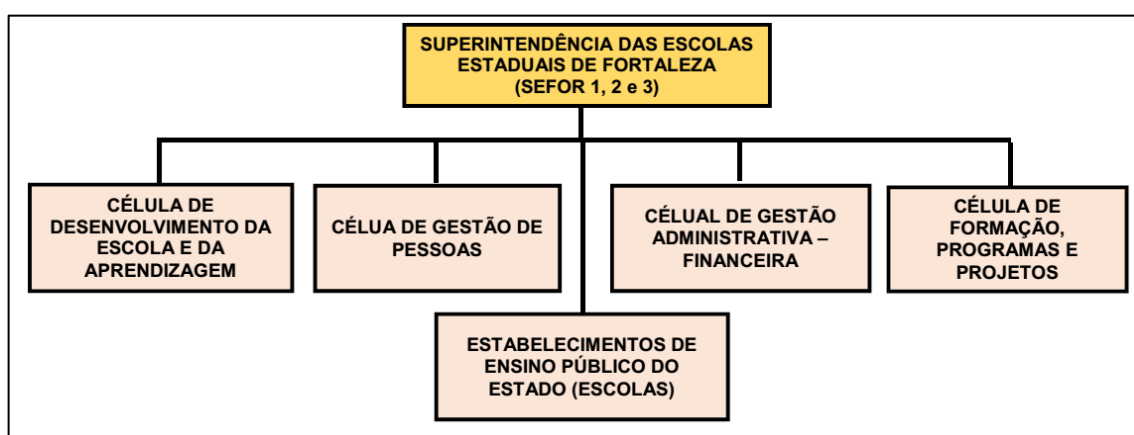 SUPERINTENDÊNCIA DAS ESCOLAS
ESTADUAIS DE FORTALEZA
(SEFOR 1, 2 e 3)
CÉLULA DE
DESENVOLVIMENTO DA
ESCOLA E DA
APRENDIZAGEM
CÉLUA DE GESTÃO DE
PESSOAS
CÉLUAL DE GESTÃO
ADMINISTRATIVA –
FINANCEIRA
CÉLULA DE
FORMAÇÃO,
PROGRAMAS E
PROJETOS
ESTABELECIMENTOS DE
ENSINO PÚBLICO DO
ESTADO (ESCOLAS)